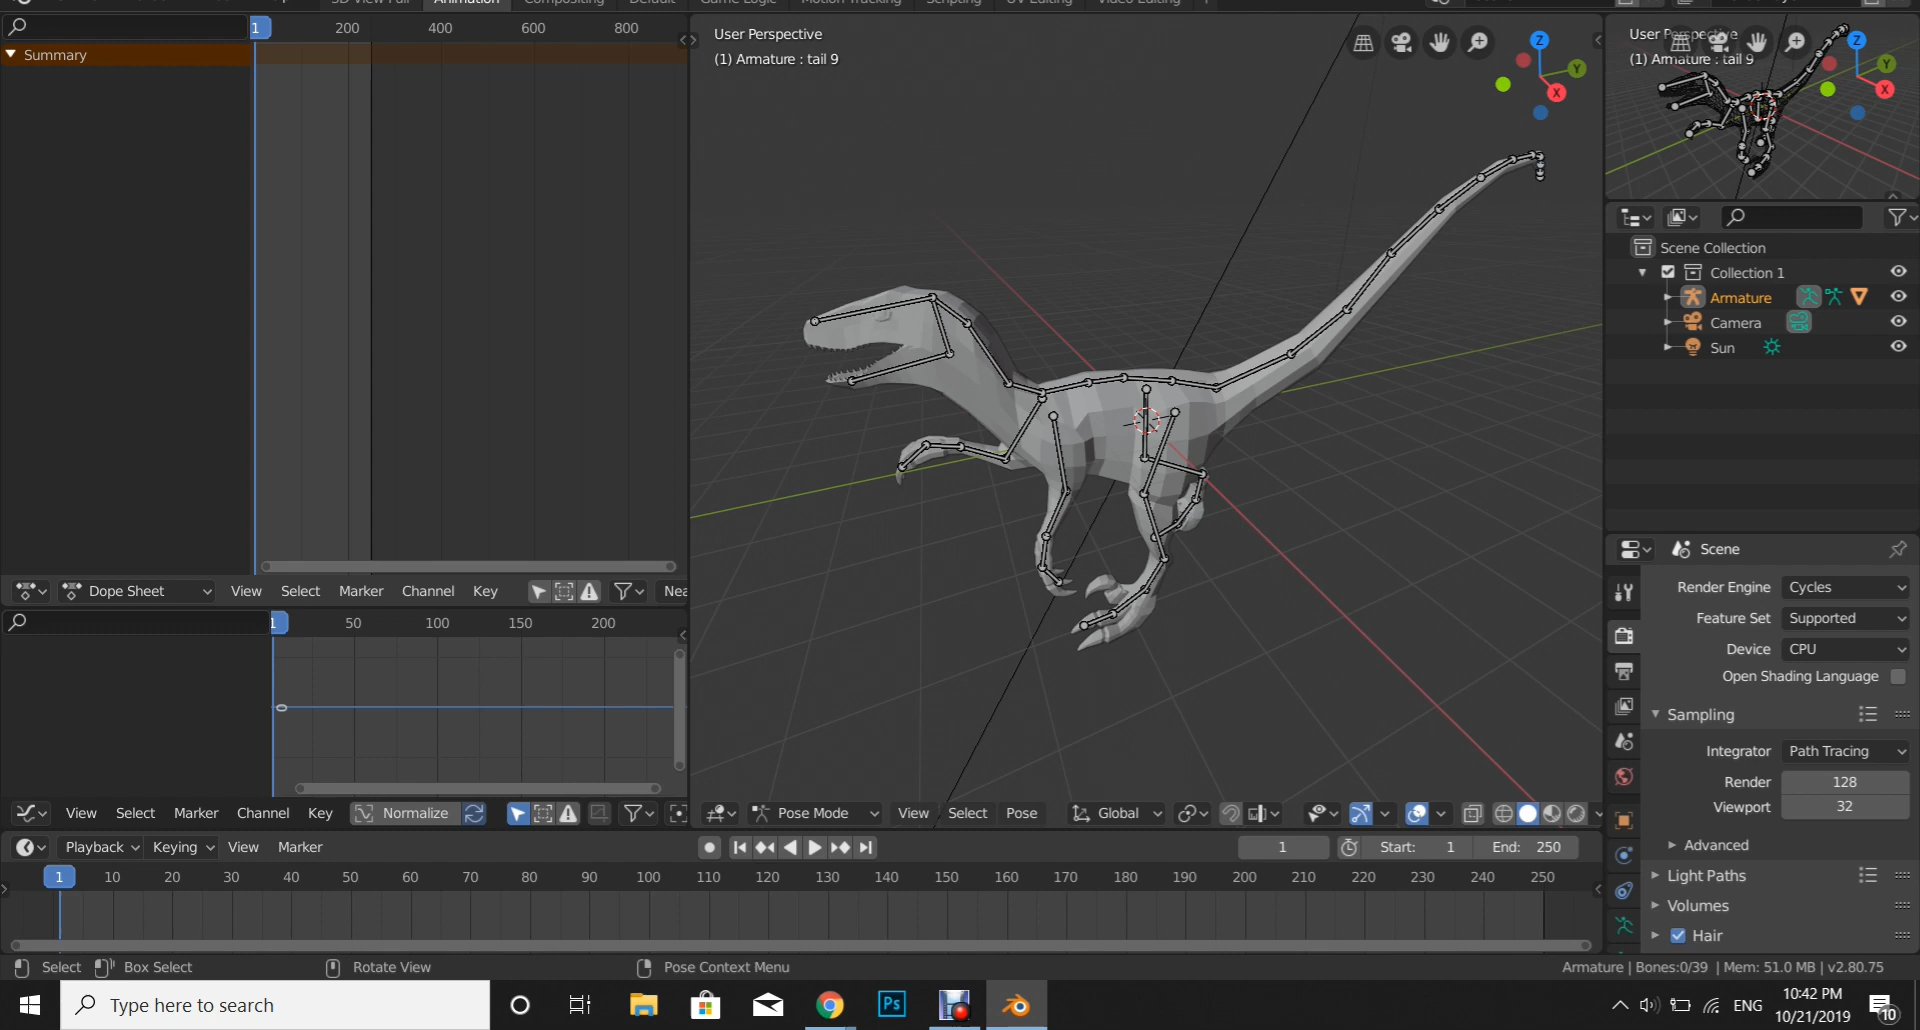 Animation
1 200 400 600 800
Summary
User Perspective
(1) Armature : tail 9
Z
Y
X
User Perspective
(1) Armature : tail 9
Z
Y
X
Scene Collection
Collection 1
Armature
Camera
Sun
Scene
Render Engine Cycles
Feature Set Supported
Device CPU
Open Shading Language
Sampling
Integrator Path Tracing
Render 128
Viewport 32
Advanced
Light Paths
Volumes
Hair
Dope Sheet View Select Marker Channel Key Nea
1 50 100 150 200
0
View Select Marker Channel Key Normalize
Pose Mode View Select Pose Global
Playback Keying View Marker
1 Start: 1 End: 250
1 10 20 30 40 50 60 70 80 90 100 110 120 130 140 150 160 170 180 190 200 210 220 230 240 250
Select Box Select Rotate View Pose Context Menu
Armature | Bones:0/39 | Mem: 51.0 MB | v2.80.75
Type here to search
Ps
ENG
10:42 PM
10/21/2019
10